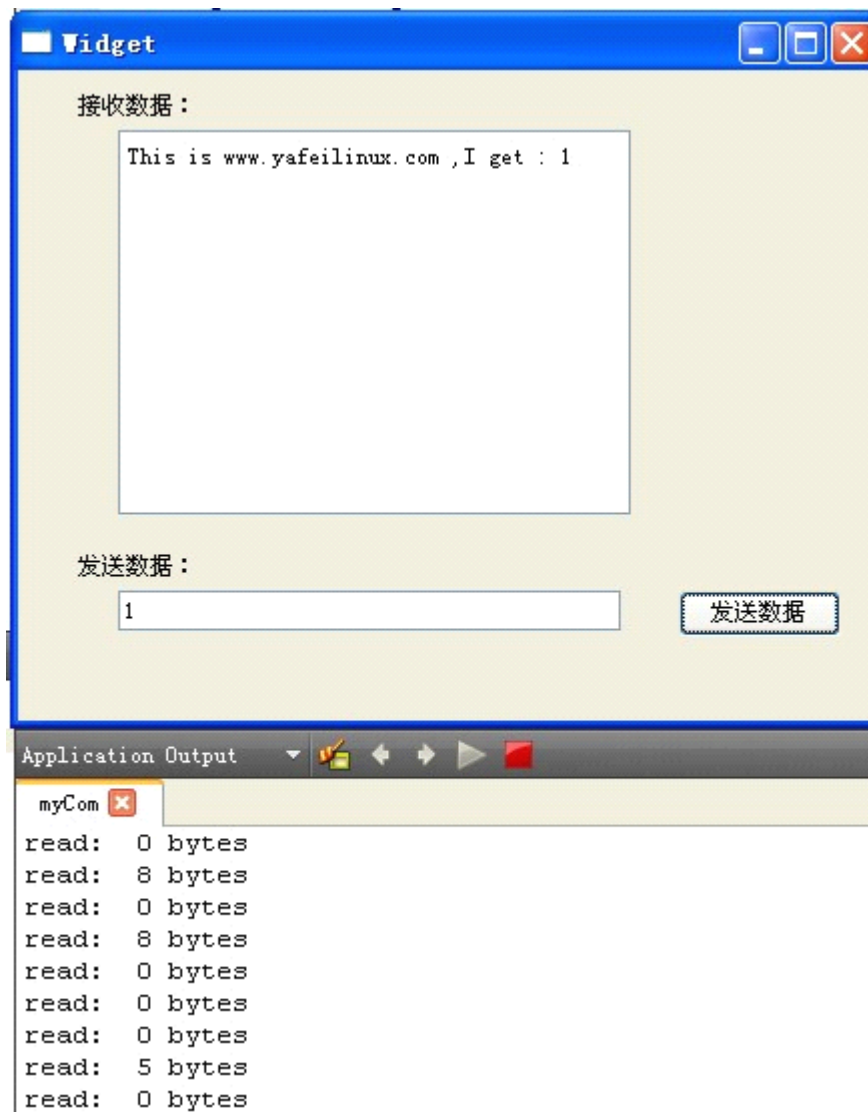 Widget
接收数据：
This is www.yafeilinux.com ,I get : 1
发送数据：
1
发送数据
Application Output
myCom
read: 0 bytes
read: 8 bytes
read: 0 bytes
read: 8 bytes
read: 0 bytes
read: 0 bytes
read: 0 bytes
read: 5 bytes
read: 0 bytes